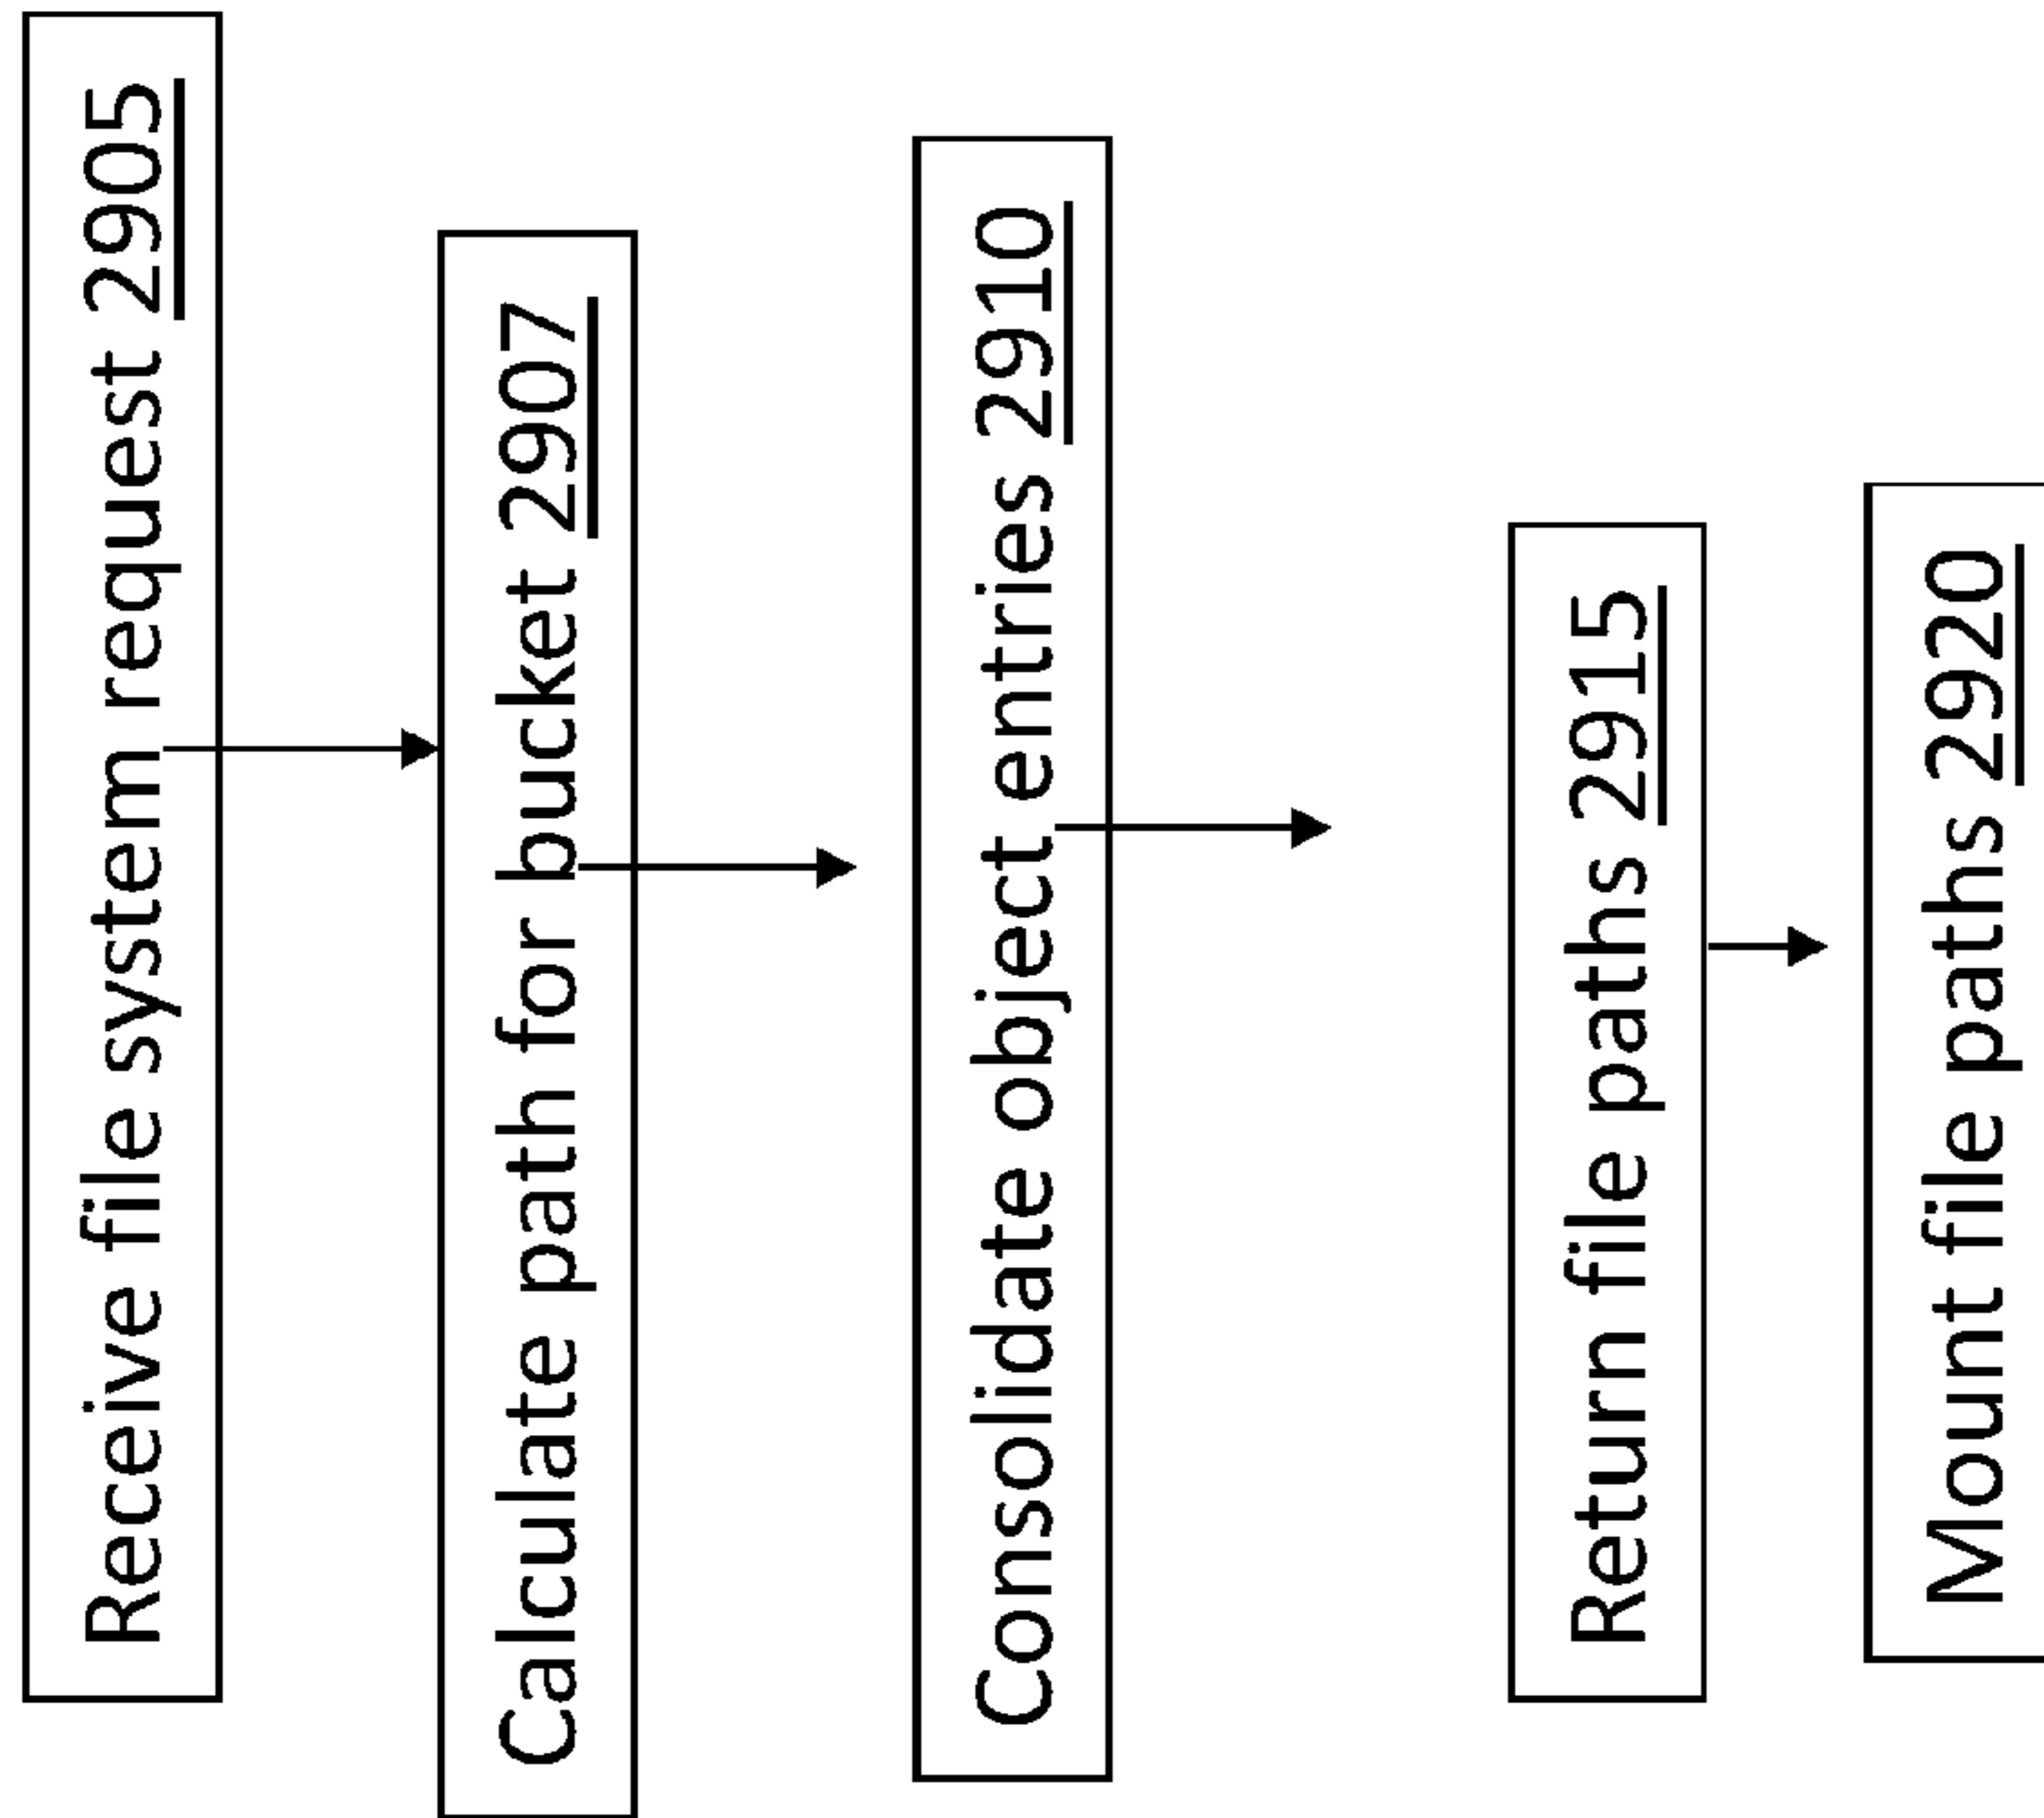 Receive file system request 2905
Calculate path for bucket 2907
Consolidate object entries 2910
Return file paths 2915
Mount file paths 2920